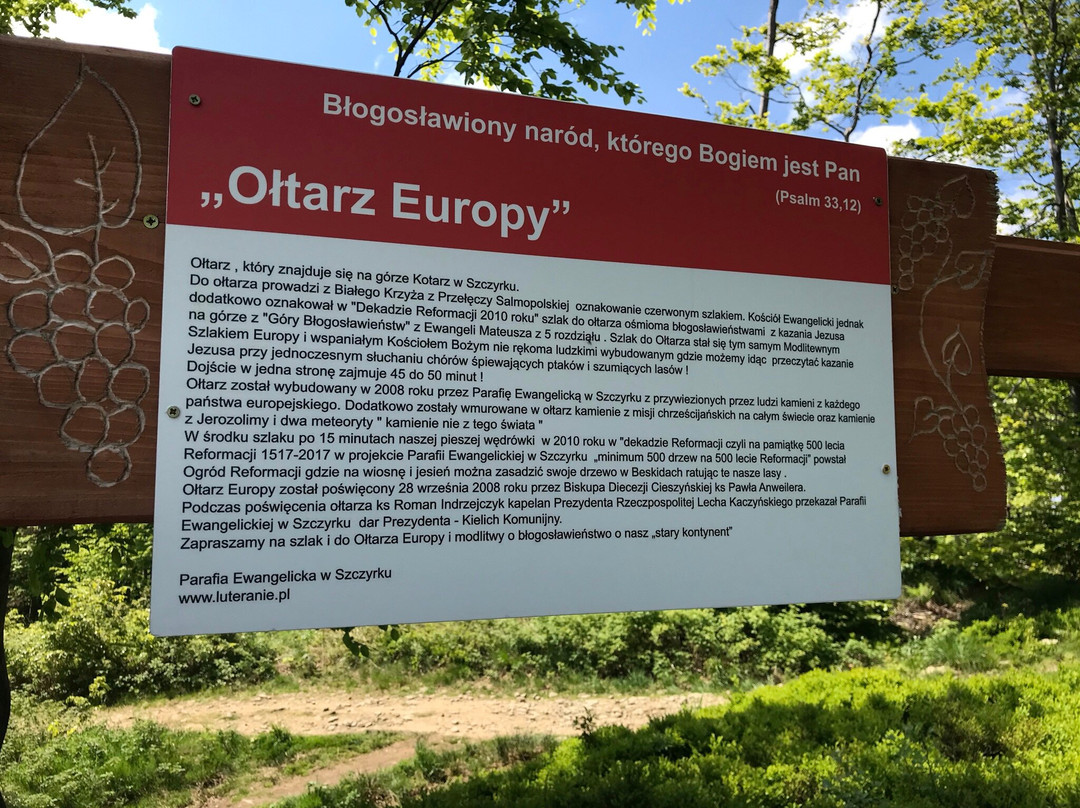 Błogosławiony naród, którego Bogiem jest Pan
(Psalm 33,12)
„Ołtarz Europy”
Ołtarz , który znajduje się na górze Kotarz w Szczyrku.
Do ołtarza prowadzi z Białego Krzyża z Przełęczy Salmopolskiej oznakowanie czerwonym szlakiem. Kościół Ewangelicki jednak
dodatkowo oznakował w "Dekadzie Reformacji 2010 roku" szlak do ołtarza ośmioma błogosławieństwami z kazania Jezusa
na górze z "Góry Błogosławieństw" z Ewangeli Mateusza z 5 rozdziału . Szlak do Ołtarza stał się tym samym Modlitewnym
Szlakiem Europy i wspaniałym Kościołem Bożym nie rękoma ludzkimi wybudowanym gdzie możemy idąc przeczytać kazanie
Jezusa przy jednoczesnym słuchaniu chórów śpiewających ptaków i szumiących lasów !
Dojście w jedna stronę zajmuje 45 do 50 minut !
Ołtarz został wybudowany w 2008 roku przez Parafię Ewangelicką w Szczyrku z przywiezionych przez ludzi kamieni z każdego
państwa europejskiego. Dodatkowo zostały wmurowane w ołtarz kamienie z misji chrześcijańskich na całym świecie oraz kamienie
z Jerozolimy i dwa meteoryty " kamienie nie z tego świata "
W środku szlaku po 15 minutach naszej pieszej wędrówki w 2010 roku w "dekadzie Reformacji czyli na pamiątkę 500 lecia
Reformacji 1517-2017 w projekcie Parafii Ewangelickiej w Szczyrku „minimum 500 drzew na 500 lecie Reformacji” powstał
Ogród Reformacji gdzie na wiosnę i jesień można zasadzić swoje drzewo w Beskidach ratując te nasze lasy .
Ołtarz Europy został poświęcony 28 września 2008 roku przez Biskupa Diecezji Cieszyńskiej ks Pawła Anweilera.
Podczas poświęcenia ołtarza ks Roman Indrzejczyk kapelan Prezydenta Rzeczpospolitej Lecha Kaczyńskiego przekazał Parafii
Ewangelickiej w Szczyrku dar Prezydenta - Kielich Komunijny.
Zapraszamy na szlak i do Ołtarza Europy i modlitwy o błogosławieństwo o nasz „stary kontynent”
Parafia Ewangelicka w Szczyrku
www.luteranie.pl